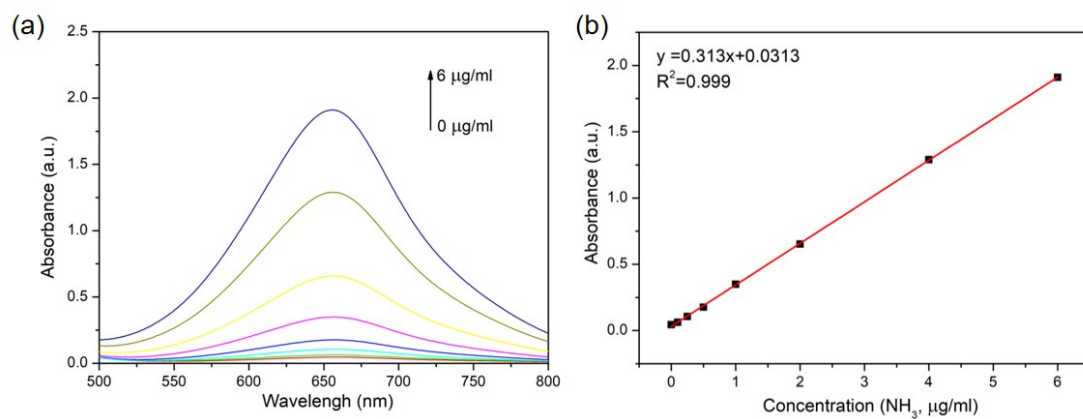 (a)
2.5
2.0
1.5
1.0
0.5
0.0
Absorbance (a.u.)
6 μg/ml
0 μg/ml
500 550 600 650 700 750 800
Wavelengh (nm)
(b)
y =0.313x+0.0313
R²=0.999
2.0
1.5
1.0
0.5
0.0
Absorbance (a.u.)
0 1 2 3 4 5 6
Concentration (NH₃, μg/ml)